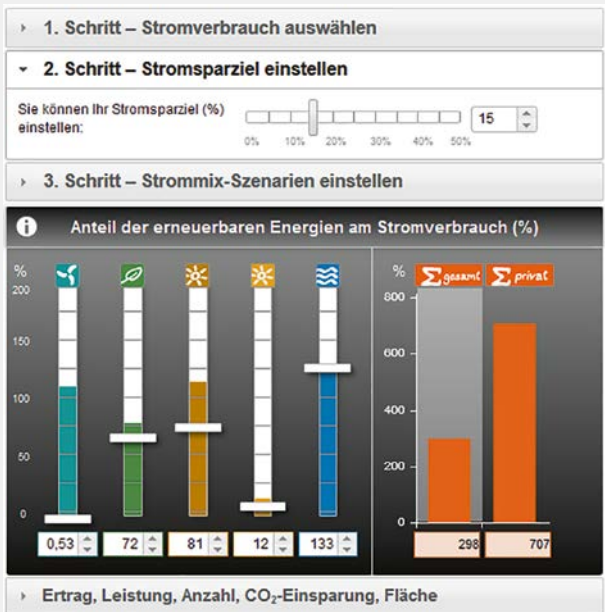 1. Schritt – Stromverbrauch auswählen
2. Schritt – Stromsparziel einstellen
Sie können Ihr Stromsparziel (%)
einstellen:
15
0% 10% 20% 30% 40% 50%
3. Schritt – Strommix-Szenarien einstellen
i Anteil der erneuerbaren Energien am Stromverbrauch (%)
%
200
150
100
50
0
0,53 72 81 12 133
% Σ gesamt Σ privat
800
600
400
200
0
298 707
Ertrag, Leistung, Anzahl, CO₂-Einsparung, Fläche